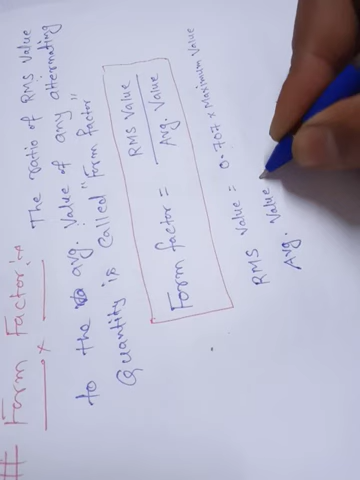 # Form Factor:→ The ratio of RMS Value
to the avg. Value of any alternating
Quantity is called "Form factor"
Form factor = RMS Value
Avg. Value
RMS Value = 0.707 x Maximum Value
Avg. Value